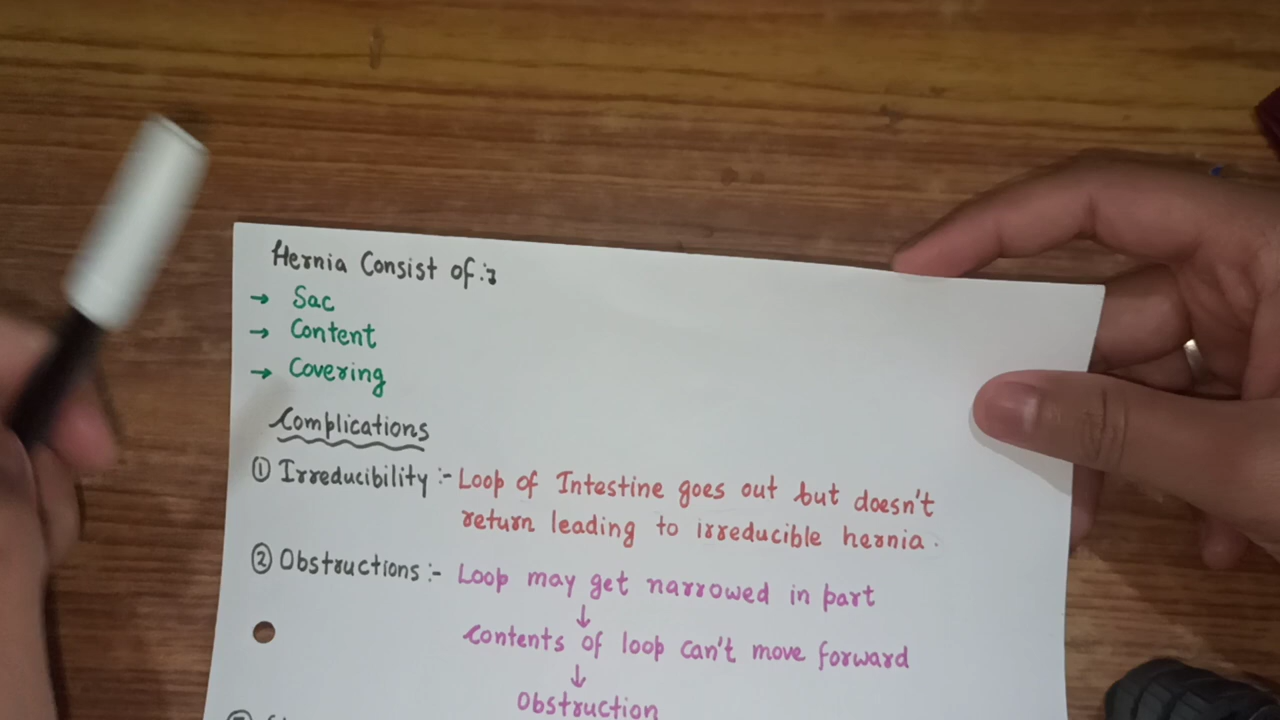 Hernia Consist of :-
→ Sac
→ Content
→ Covering
Complications
① Irreducibility :- Loop of Intestine goes out but doesn't
return leading to irreducible hernia.
② Obstructions :- Loop may get narrowed in part
↓
Contents of loop can't move forward
↓
Obstruction